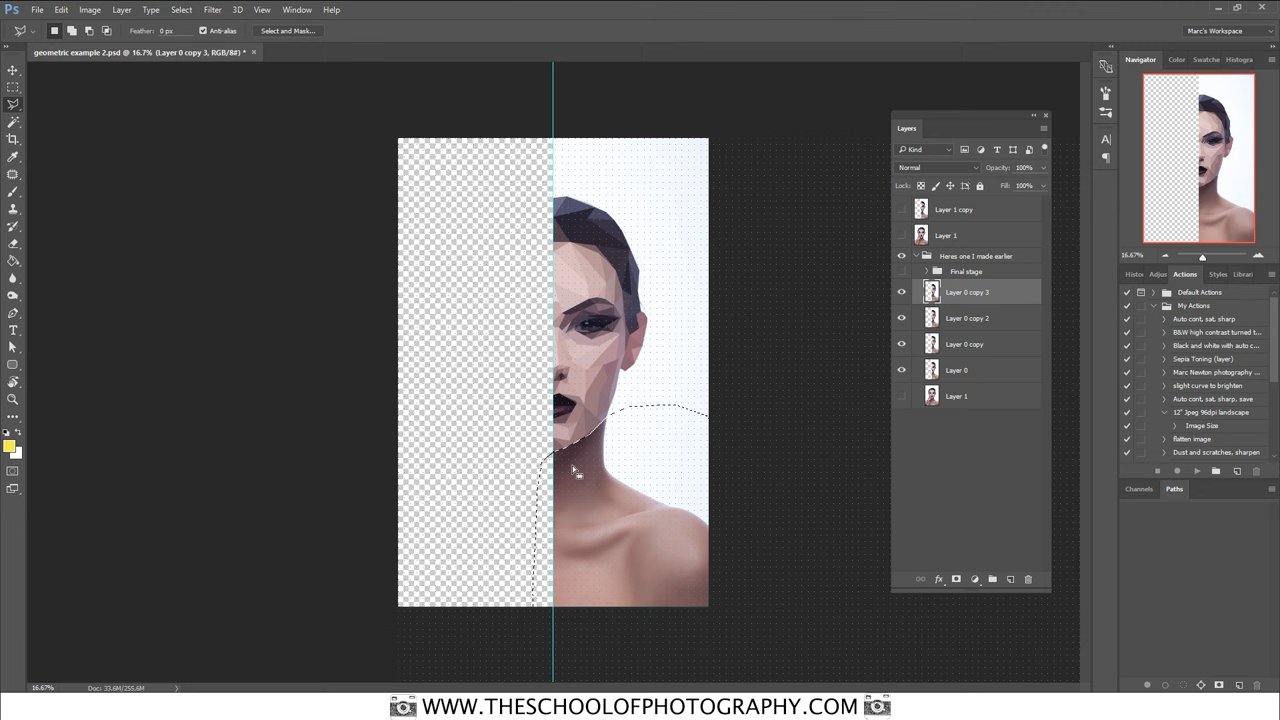 Ps File Edit Image Layer Type Select Filter 3D View Window Help
Feather: 0 px Anti-alias Select and Mask... Marc's Workspace
geometric example 2.psd @ 16.7% (Layer 0 copy 3, RGB/8#) * ×
Navigator Color Swatche Histogra
Layers
Kind
Normal Opacity: 100%
Lock: Fill: 100%
Layer 1 copy
Layer 1
Heres one I made earlier
Final stage
Layer 0 copy 3
Layer 0 copy 2
Layer 0 copy
Layer 0
Layer 1
fx
16.67%
Histor Adjus Actions Styles Librari
Default Actions
My Actions
Auto cont, sat, sharp
B&W high contrast turned t...
Black and white with auto c...
Sepia Toning (layer)
Marc Newton photography ...
slight curve to brighten
Auto cont, sat, sharp, save
12" Jpeg 96dpi landscape
Image Size
flatten image
Dust and scratches, sharpen
Channels Paths
16.67% Doc: 33.6M/255.6M
WWW.THESCHOOLOFPHOTOGRAPHY.COM